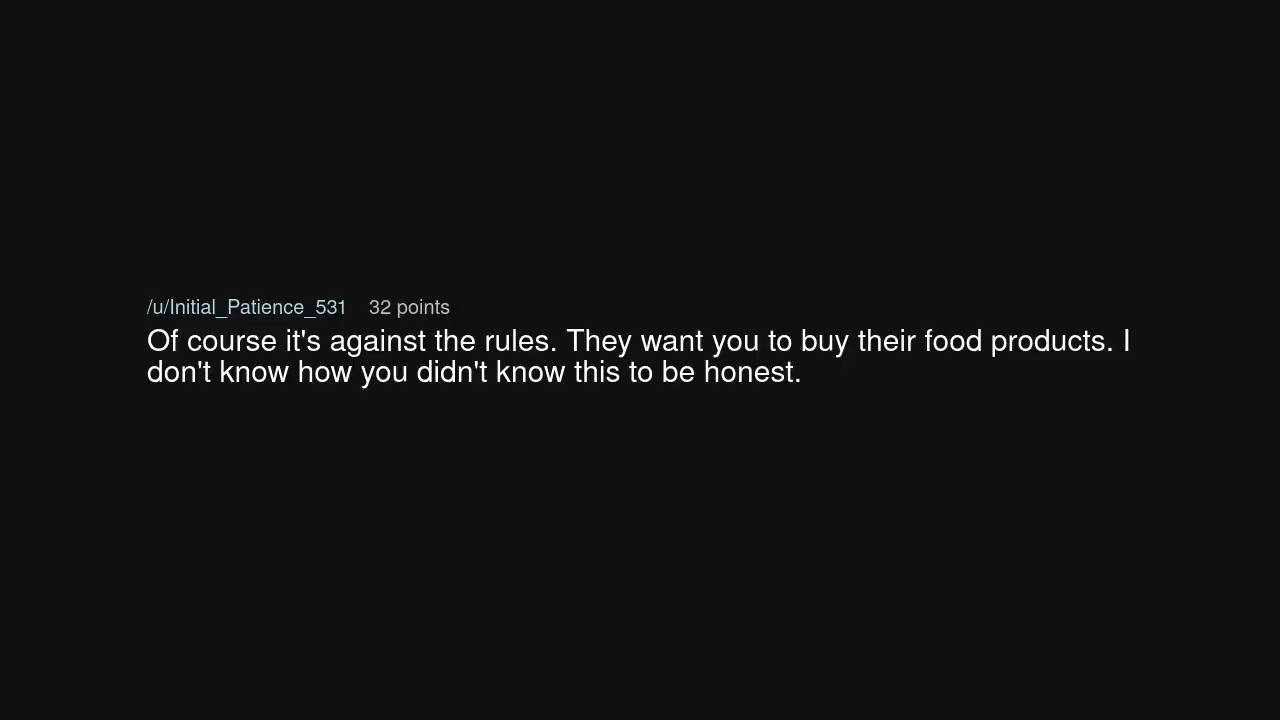 /u/Initial_Patience_531 32 points
Of course it's against the rules. They want you to buy their food products. I
don't know how you didn't know this to be honest.